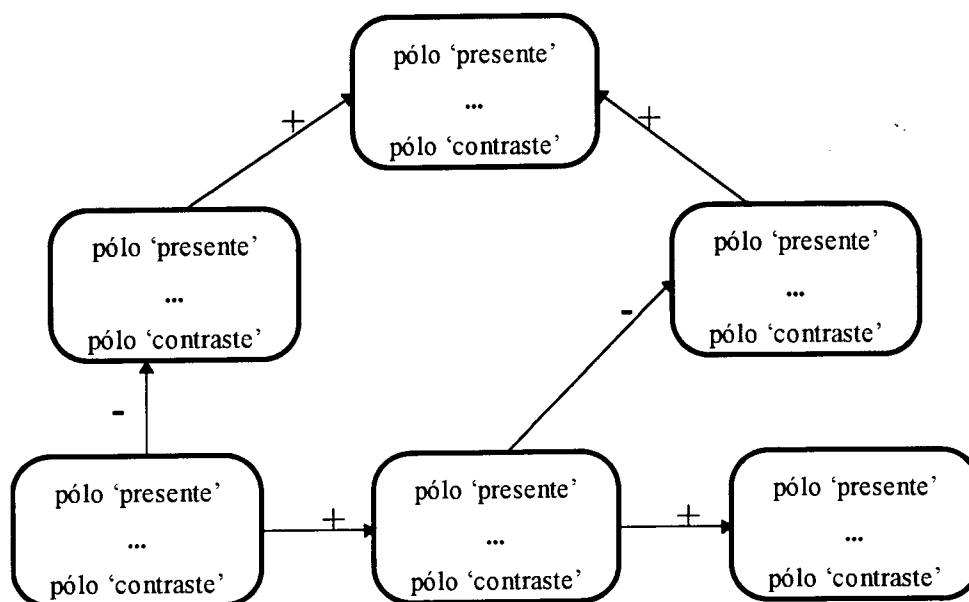 pólo ‘presente’
...
pólo ‘contraste’
+
+
pólo ‘presente’
...
pólo ‘contraste’
pólo ‘presente’
...
pólo ‘contraste’
-
-
pólo ‘presente’
...
pólo ‘contraste’
+
pólo ‘presente’
...
pólo ‘contraste’
+
pólo ‘presente’
...
pólo ‘contraste’